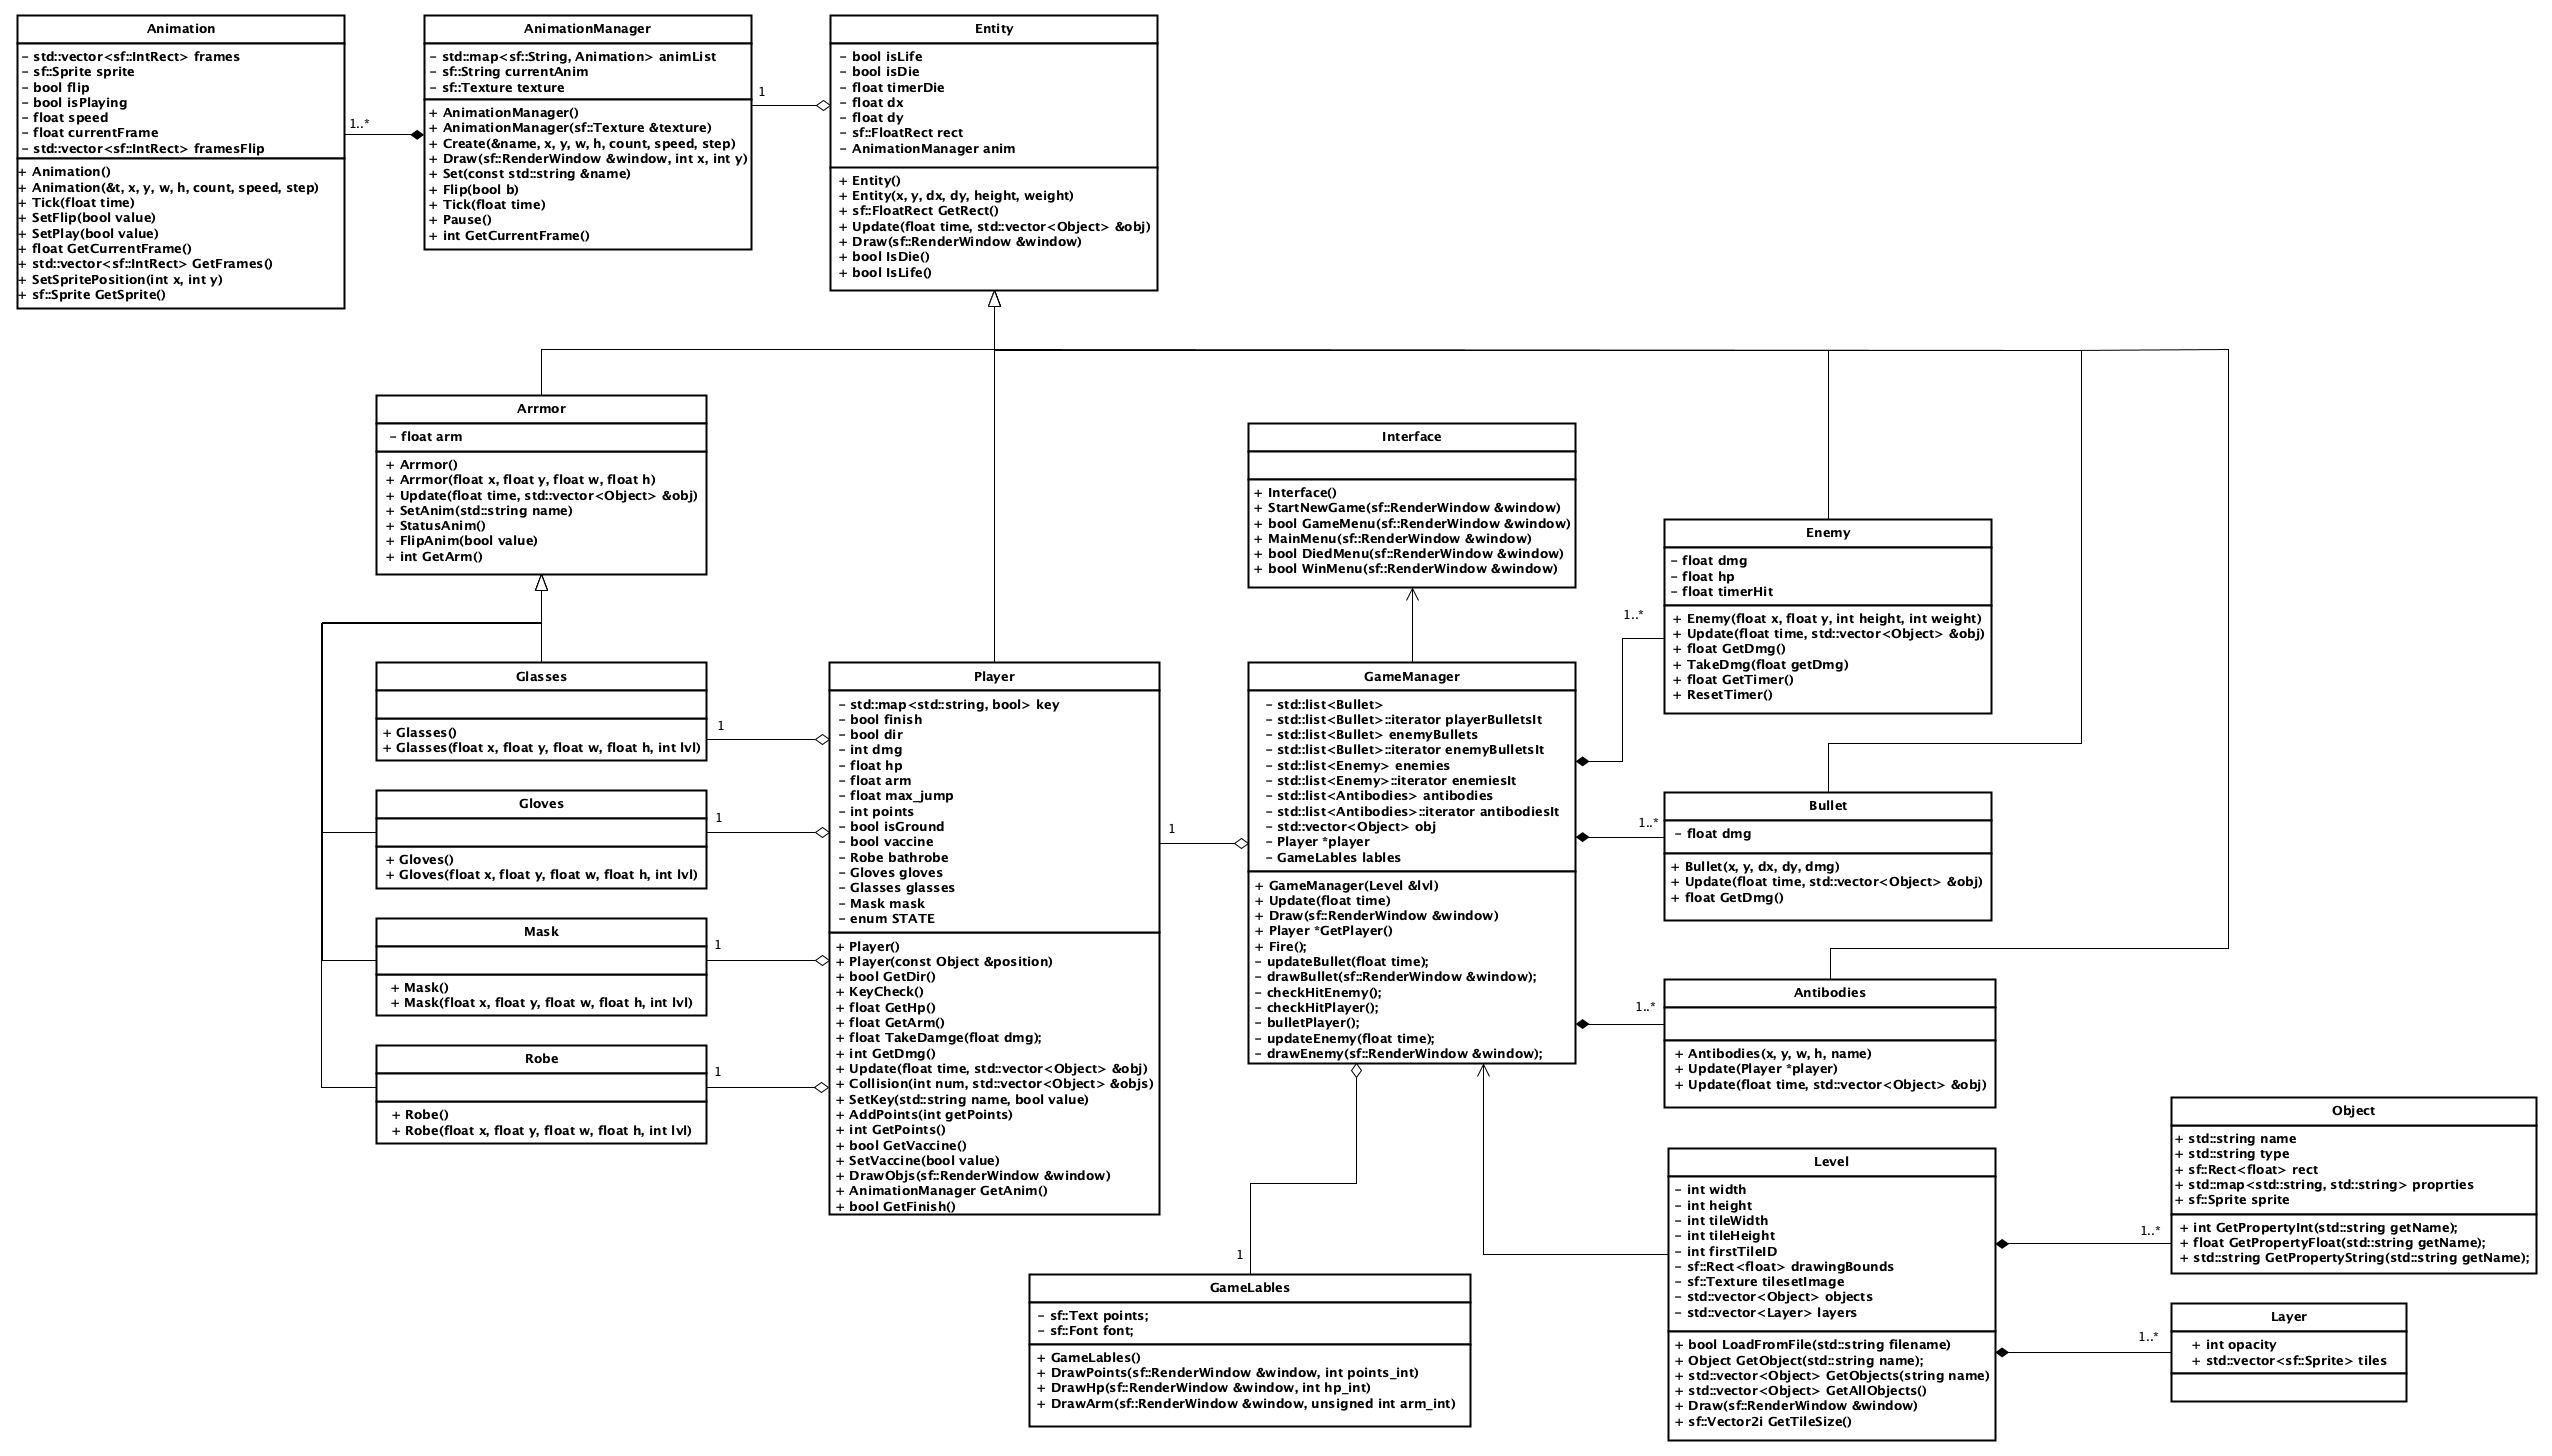 Animation
- std::vector<sf::IntRect> frames
- sf::Sprite sprite
- bool flip
- bool isPlaying
- float speed
- float currentFrame
- std::vector<sf::IntRect> framesFlip
+ Animation()
+ Animation(&t, x, y, w, h, count, speed, step)
+ Tick(float time)
+ SetFlip(bool value)
+ SetPlay(bool value)
+ float GetCurrentFrame()
+ std::vector<sf::IntRect> GetFrames()
+ SetSpritePosition(int x, int y)
+ sf::Sprite GetSprite()
1..*
AnimationManager
- std::map<sf::String, Animation> animList
- sf::String currentAnim
- sf::Texture texture
+ AnimationManager()
+ AnimationManager(sf::Texture &texture)
+ Create(&name, x, y, w, h, count, speed, step)
+ Draw(sf::RenderWindow &window, int x, int y)
+ Set(const std::string &name)
+ Flip(bool b)
+ Tick(float time)
+ Pause()
+ int GetCurrentFrame()
1
Entity
- bool isLife
- bool isDie
- float timerDie
- float dx
- float dy
- sf::FloatRect rect
- AnimationManager anim
+ Entity()
+ Entity(x, y, dx, dy, height, weight)
+ sf::FloatRect GetRect()
+ Update(float time, std::vector<Object> &obj)
+ Draw(sf::RenderWindow &window)
+ bool IsDie()
+ bool IsLife()
Arrmor
- float arm
+ Arrmor()
+ Arrmor(float x, float y, float w, float h)
+ Update(float time, std::vector<Object> &obj)
+ SetAnim(std::string name)
+ StatusAnim()
+ FlipAnim(bool value)
+ int GetArm()
Glasses
+ Glasses()
+ Glasses(float x, float y, float w, float h, int lvl)
1
Gloves
+ Gloves()
+ Gloves(float x, float y, float w, float h, int lvl)
1
Mask
+ Mask()
+ Mask(float x, float y, float w, float h, int lvl)
1
Robe
+ Robe()
+ Robe(float x, float y, float w, float h, int lvl)
1
Player
- std::map<std::string, bool> key
- bool finish
- bool dir
- int dmg
- float hp
- float arm
- float max_jump
- int points
- bool isGround
- bool vaccine
- Robe bathrobe
- Gloves gloves
- Glasses glasses
- Mask mask
- enum STATE
+ Player()
+ Player(const Object &position)
+ bool GetDir()
+ KeyCheck()
+ float GetHp()
+ float GetArm()
+ float TakeDamge(float dmg);
+ int GetDmg()
+ Update(float time, std::vector<Object> &obj)
+ Collision(int num, std::vector<Object> &objs)
+ SetKey(std::string name, bool value)
+ AddPoints(int getPoints)
+ int GetPoints()
+ bool GetVaccine()
+ SetVaccine(bool value)
+ DrawObjs(sf::RenderWindow &window)
+ AnimationManager GetAnim()
+ bool GetFinish()
1
Interface
+ Interface()
+ StartNewGame(sf::RenderWindow &window)
+ bool GameMenu(sf::RenderWindow &window)
+ MainMenu(sf::RenderWindow &window)
+ bool DiedMenu(sf::RenderWindow &window)
+ bool WinMenu(sf::RenderWindow &window)
GameManager
- std::list<Bullet>
- std::list<Bullet>::iterator playerBulletsIt
- std::list<Bullet> enemyBullets
- std::list<Bullet>::iterator enemyBulletsIt
- std::list<Enemy> enemies
- std::list<Enemy>::iterator enemiesIt
- std::list<Antibodies> antibodies
- std::list<Antibodies>::iterator antibodiesIt
- std::vector<Object> obj
- Player *player
- GameLables lables
+ GameManager(Level &lvl)
+ Update(float time)
+ Draw(sf::RenderWindow &window)
+ Player *GetPlayer()
+ Fire();
- updateBullet(float time);
- drawBullet(sf::RenderWindow &window);
- checkHitEnemy();
- checkHitPlayer();
- bulletPlayer();
- updateEnemy(float time);
- drawEnemy(sf::RenderWindow &window);
1..*
Enemy
- float dmg
- float hp
- float timerHit
+ Enemy(float x, float y, int height, int weight)
+ Update(float time, std::vector<Object> &obj)
+ float GetDmg()
+ TakeDmg(float getDmg)
+ float GetTimer()
+ ResetTimer()
1..*
Bullet
- float dmg
+ Bullet(x, y, dx, dy, dmg)
+ Update(float time, std::vector<Object> &obj)
+ float GetDmg()
1..*
Antibodies
+ Antibodies(x, y, w, h, name)
+ Update(Player *player)
+ Update(float time, std::vector<Object> &obj)
1
GameLables
- sf::Text points;
- sf::Font font;
+ GameLables()
+ DrawPoints(sf::RenderWindow &window, int points_int)
+ DrawHp(sf::RenderWindow &window, int hp_int)
+ DrawArm(sf::RenderWindow &window, unsigned int arm_int)
Level
- int width
- int height
- int tileWidth
- int tileHeight
- int firstTileID
- sf::Rect<float> drawingBounds
- sf::Texture tilesetImage
- std::vector<Object> objects
- std::vector<Layer> layers
+ bool LoadFromFile(std::string filename)
+ Object GetObject(std::string name);
+ std::vector<Object> GetObjects(string name)
+ std::vector<Object> GetAllObjects()
+ Draw(sf::RenderWindow &window)
+ sf::Vector2i GetTileSize()
1..*
Object
+ std::string name
+ std::string type
+ sf::Rect<float> rect
+ std::map<std::string, std::string> proprties
+ sf::Sprite sprite
+ int GetPropertyInt(std::string getName);
+ float GetPropertyFloat(std::string getName);
+ std::string GetPropertyString(std::string getName);
1..*
Layer
+ int opacity
+ std::vector<sf::Sprite> tiles